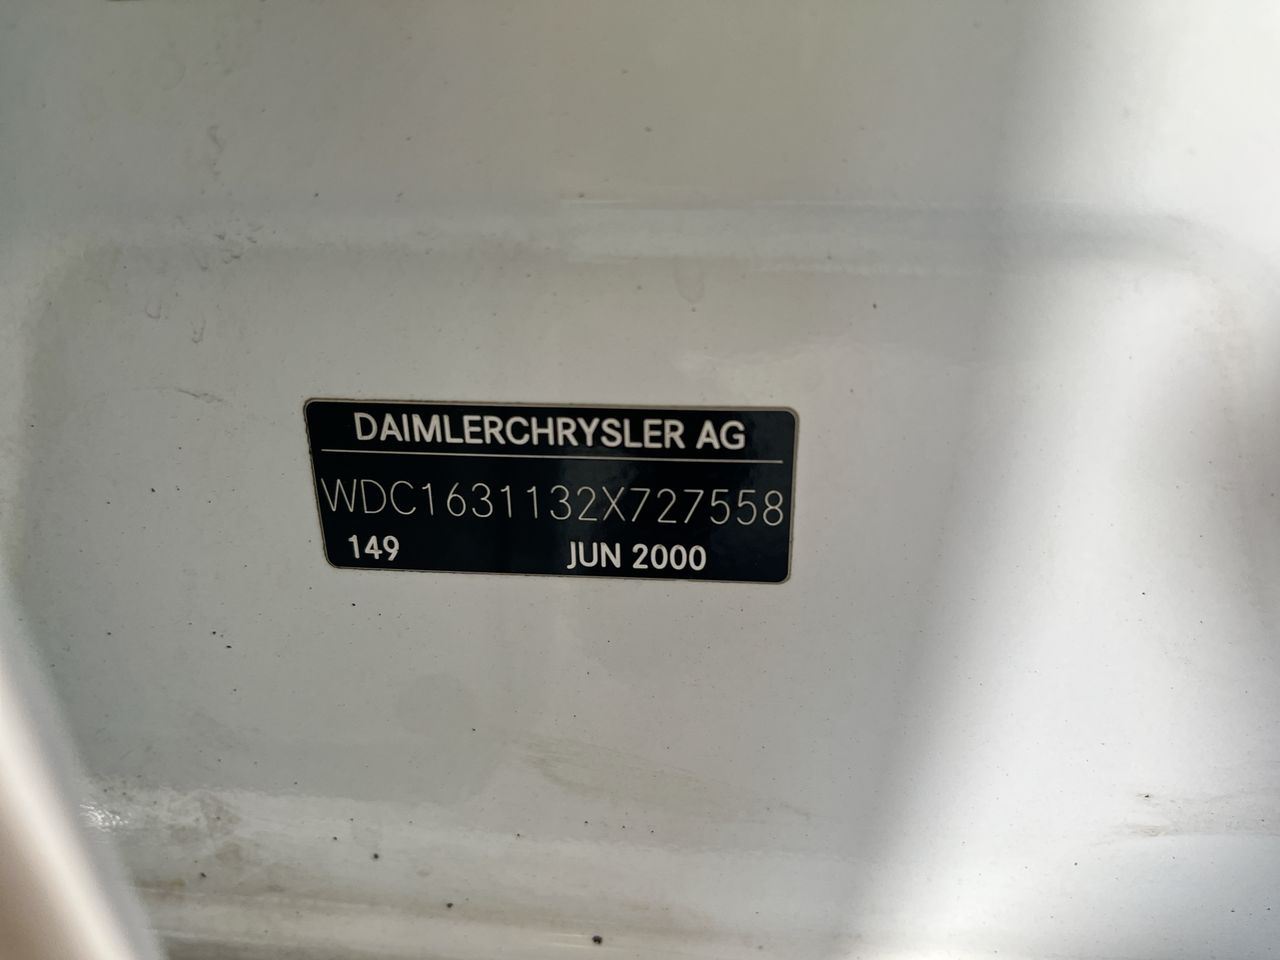 DAIMLERCHRYSLER AG
WDC1631132X727558
149 JUN 2000